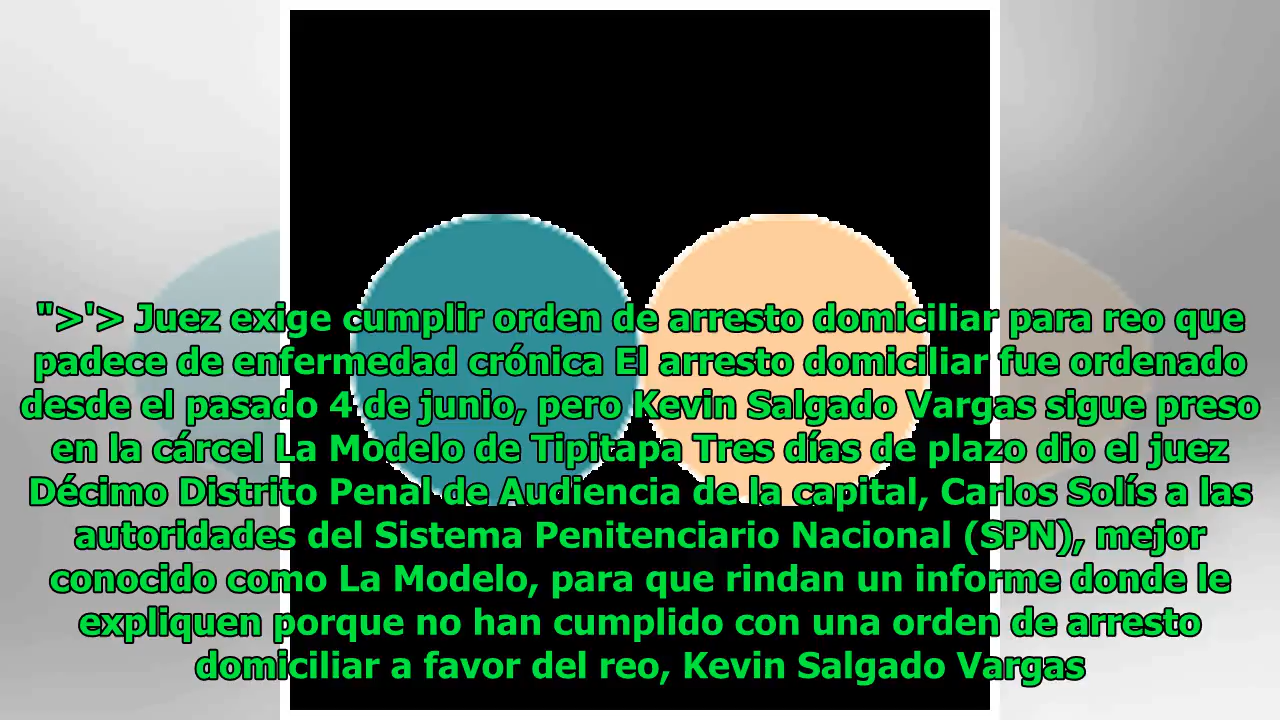 ">'> Juez exige cumplir orden de arresto domiciliar para reo que
padece de enfermedad crónica El arresto domiciliar fue ordenado
desde el pasado 4 de junio, pero Kevin Salgado Vargas sigue preso
en la cárcel La Modelo de Tipitapa Tres días de plazo dio el juez
Décimo Distrito Penal de Audiencia de la capital, Carlos Solís a las
autoridades del Sistema Penitenciario Nacional (SPN), mejor
conocido como La Modelo, para que rindan un informe donde le
expliquen porque no han cumplido con una orden de arresto
domiciliar a favor del reo, Kevin Salgado Vargas